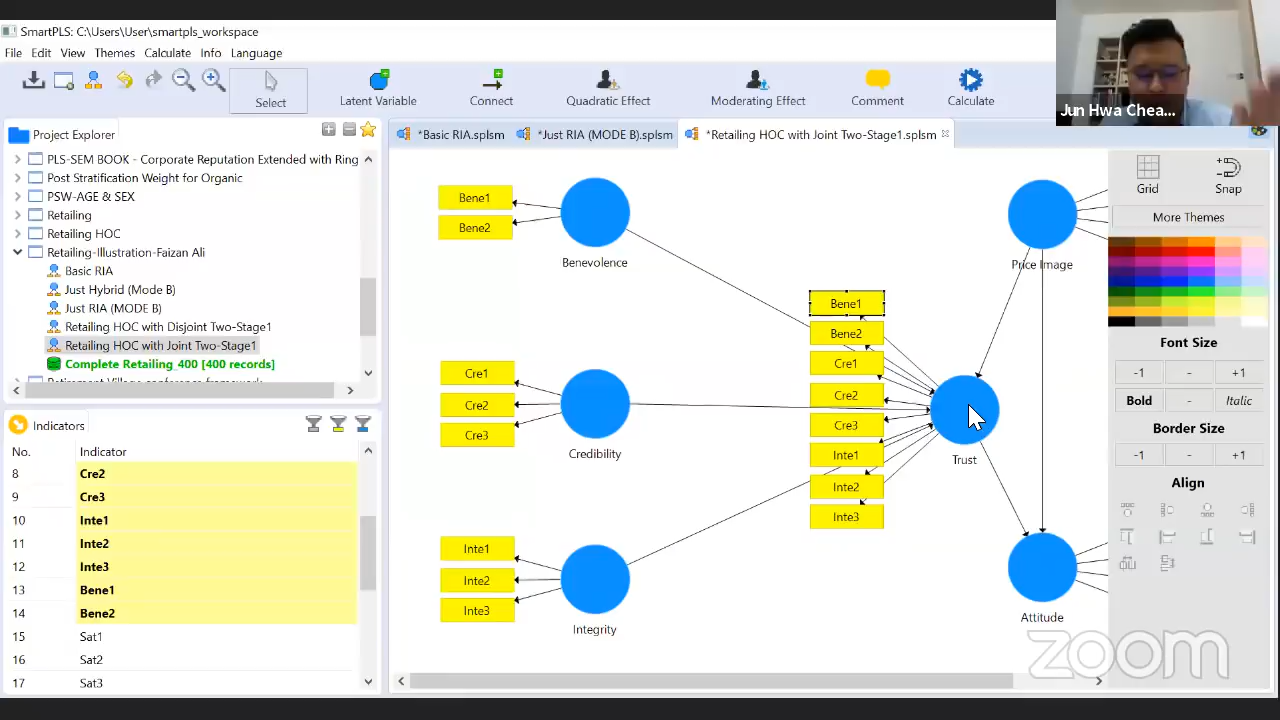 SmartPLS: C:\Users\User\smartpls_workspace
File Edit View Themes Calculate Info Language
Select
Latent Variable
Connect
Quadratic Effect
Moderating Effect
Comment
Calculate
Jun Hwa Chea...
Project Explorer
*Basic RIA.splsm
*Just RIA (MODE B).splsm
*Retailing HOC with Joint Two-Stage1.splsm
PLS-SEM BOOK - Corporate Reputation Extended with Ring
Post Stratification Weight for Organic
PSW-AGE & SEX
Retailing
Retailing HOC
Retailing-Illustration-Faizan Ali
Basic RIA
Just Hybrid (Mode B)
Just RIA (MODE B)
Retailing HOC with Disjoint Two-Stage1
Retailing HOC with Joint Two-Stage1
Complete Retailing_400 [400 records]
Indicators
No. Indicator
8 Cre2
9 Cre3
10 Inte1
11 Inte2
12 Inte3
13 Bene1
14 Bene2
15 Sat1
16 Sat2
17 Sat3
Bene1
Bene2
Benevolence
Cre1
Cre2
Cre3
Credibility
Inte1
Inte2
Inte3
Integrity
Bene1
Bene2
Cre1
Cre2
Cre3
Inte1
Inte2
Inte3
Trust
Price Image
Attitude
Grid
Snap
More Themes
Font Size
-1 - +1
Bold - Italic
Border Size
-1 - +1
Align
zoom